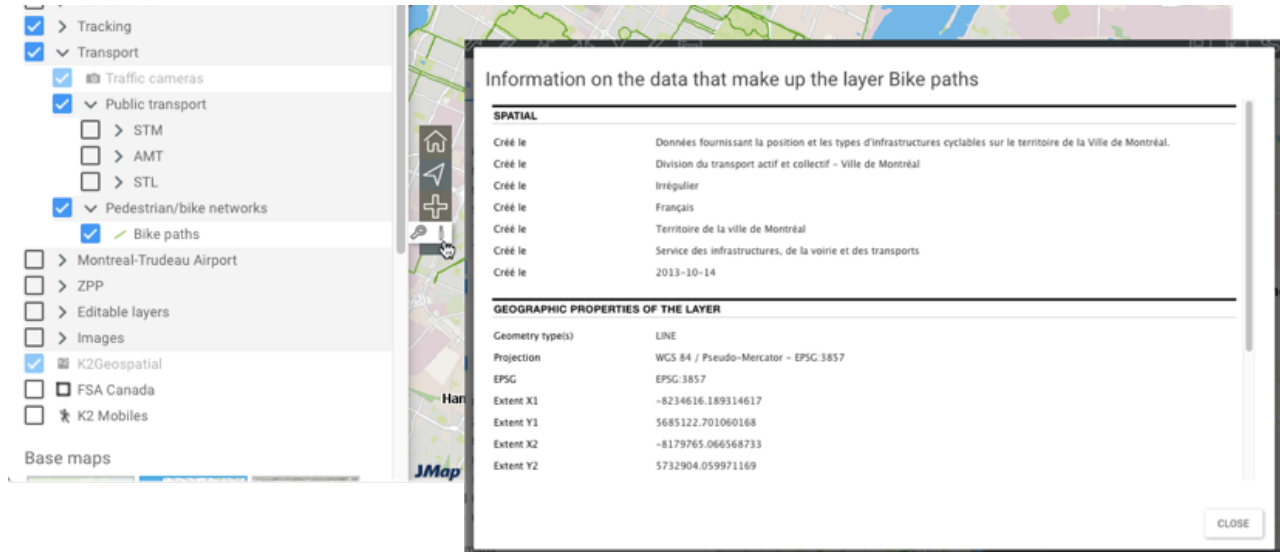 Tracking
Transport
Traffic cameras
Public transport
STM
AMT
STL
Pedestrian/bike networks
Bike paths
Montreal-Trudeau Airport
ZPP
Editable layers
Images
K2Geospatial
FSA Canada
K2 Mobiles
Base maps
Han
JMap
Information on the data that make up the layer Bike paths
SPATIAL
Créé le Données fournissant la position et les types d'infrastructures cyclables sur le territoire de la Ville de Montréal.
Créé le Division du transport actif et collectif - Ville de Montréal
Créé le Irrégulier
Créé le Français
Créé le Territoire de la ville de Montréal
Créé le Service des infrastructures, de la voirie et des transports
Créé le 2013-10-14
GEOGRAPHIC PROPERTIES OF THE LAYER
Geometry type(s) LINE
Projection WGS 84 / Pseudo-Mercator - EPSG:3857
EPSG EPSG:3857
Extent X1 -8234616.189314617
Extent Y1 5685122.701060168
Extent X2 -8179765.066568733
Extent Y2 5732904.059971169
CLOSE